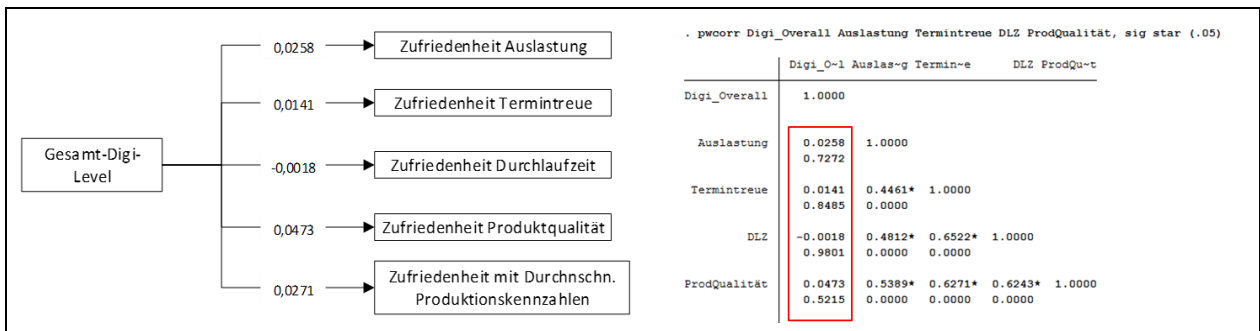 Gesamt-Digi-
Level
0,0258
Zufriedenheit Auslastung
0,0141
Zufriedenheit Termintreue
-0,0018
Zufriedenheit Durchlaufzeit
0,0473
Zufriedenheit Produktqualität
0,0271
Zufriedenheit mit Durchnschn.
Produktionskennzahlen
. pwcorr Digi_Overall Auslastung Termintreue DLZ ProdQualität, sig star (.05)
Digi_O~l Auslas~g Termin~e DLZ ProdQu~t
Digi_Overall 1.0000
Auslastung 0.0258 1.0000
0.7272
Termintreue 0.0141 0.4461* 1.0000
0.8485 0.0000
DLZ -0.0018 0.4812* 0.6522* 1.0000
0.9801 0.0000 0.0000
ProdQualität 0.0473 0.5389* 0.6271* 0.6243* 1.0000
0.5215 0.0000 0.0000 0.0000